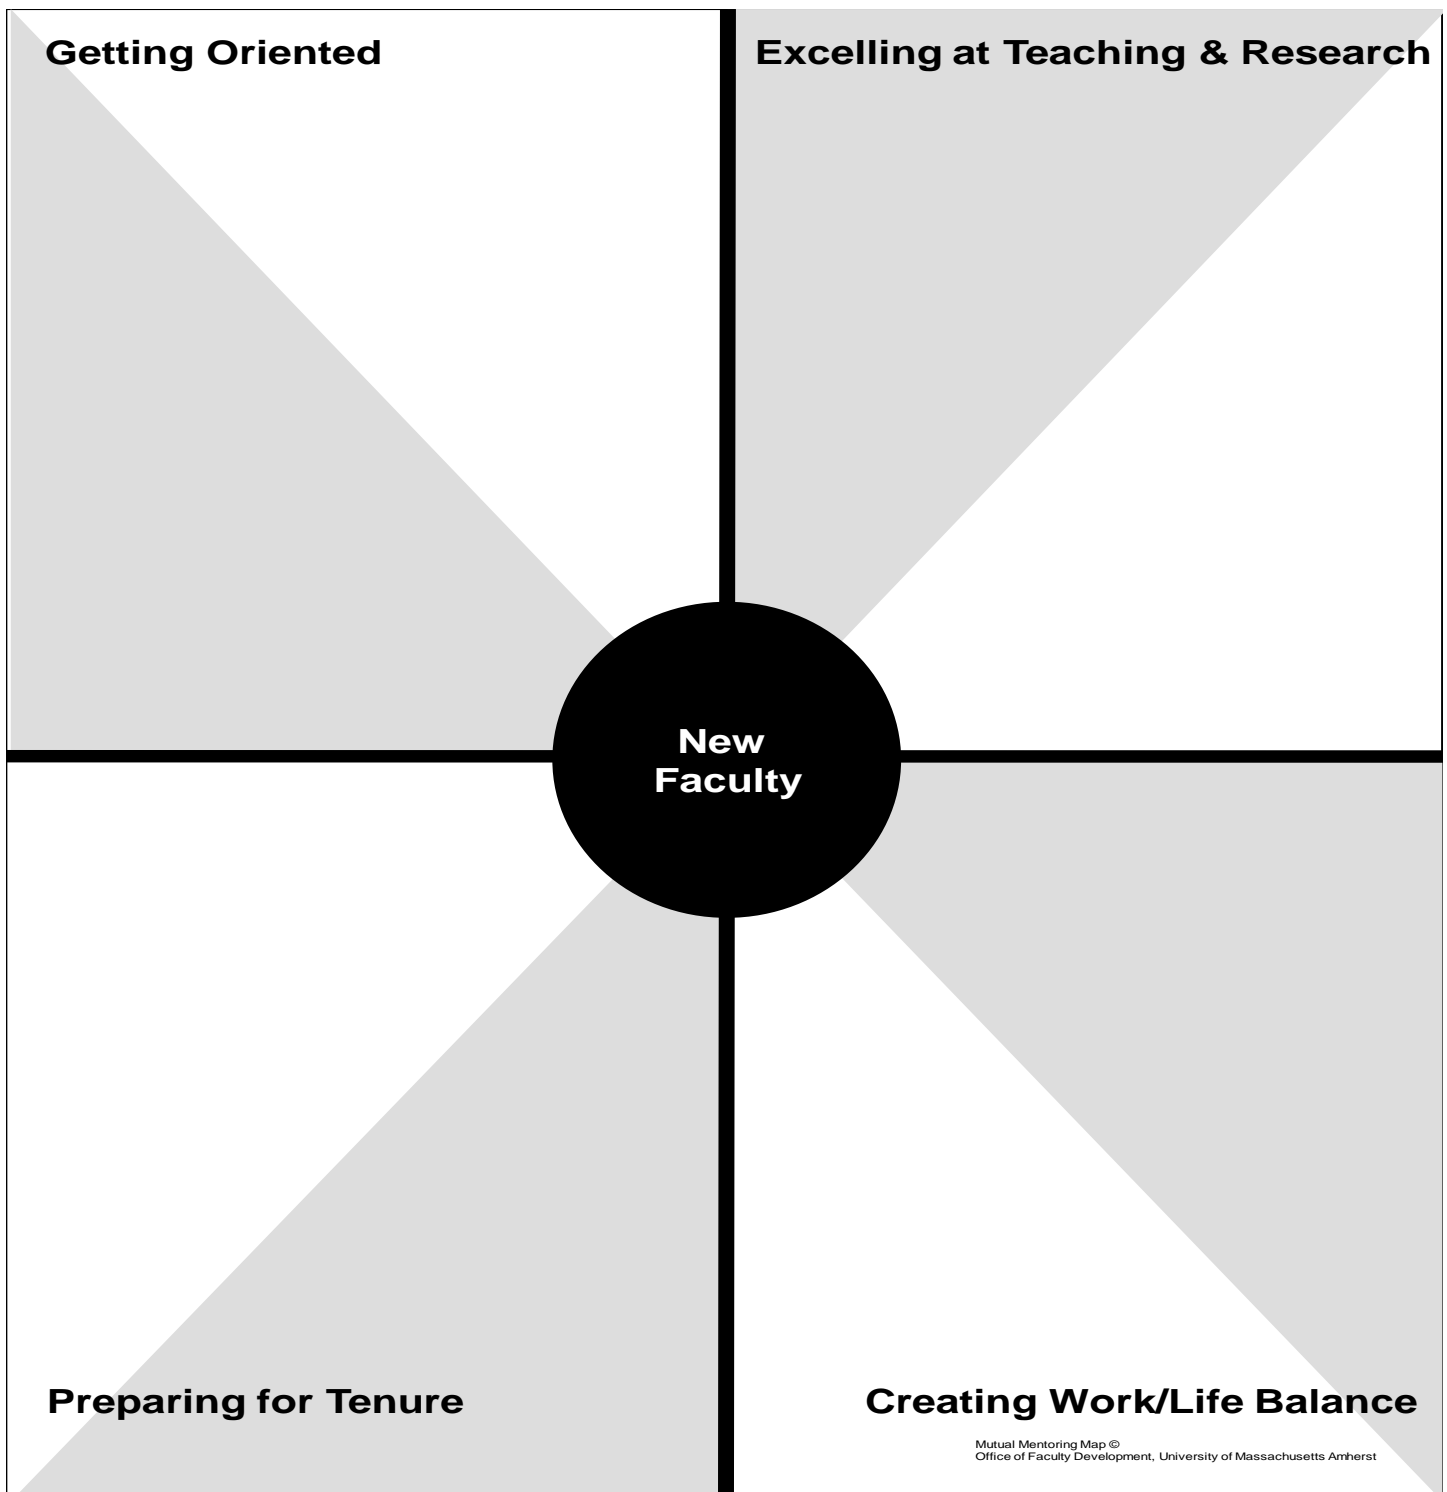 Getting Oriented
Excelling at Teaching & Research
New
Faculty
Preparing for Tenure
Creating Work/Life Balance
Mutual Mentoring Map ©
Office of Faculty Development, University of Massachusetts Amherst